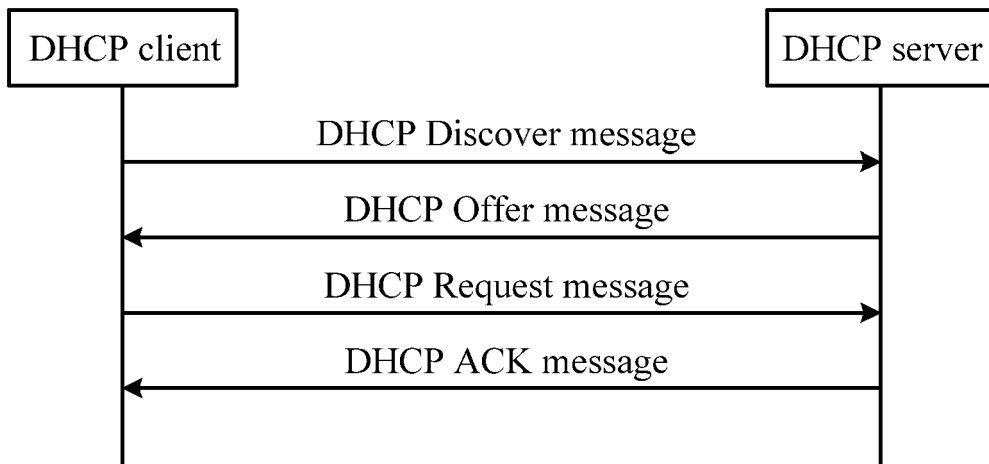 DHCP client
DHCP server
DHCP Discover message
DHCP Offer message
DHCP Request message
DHCP ACK message